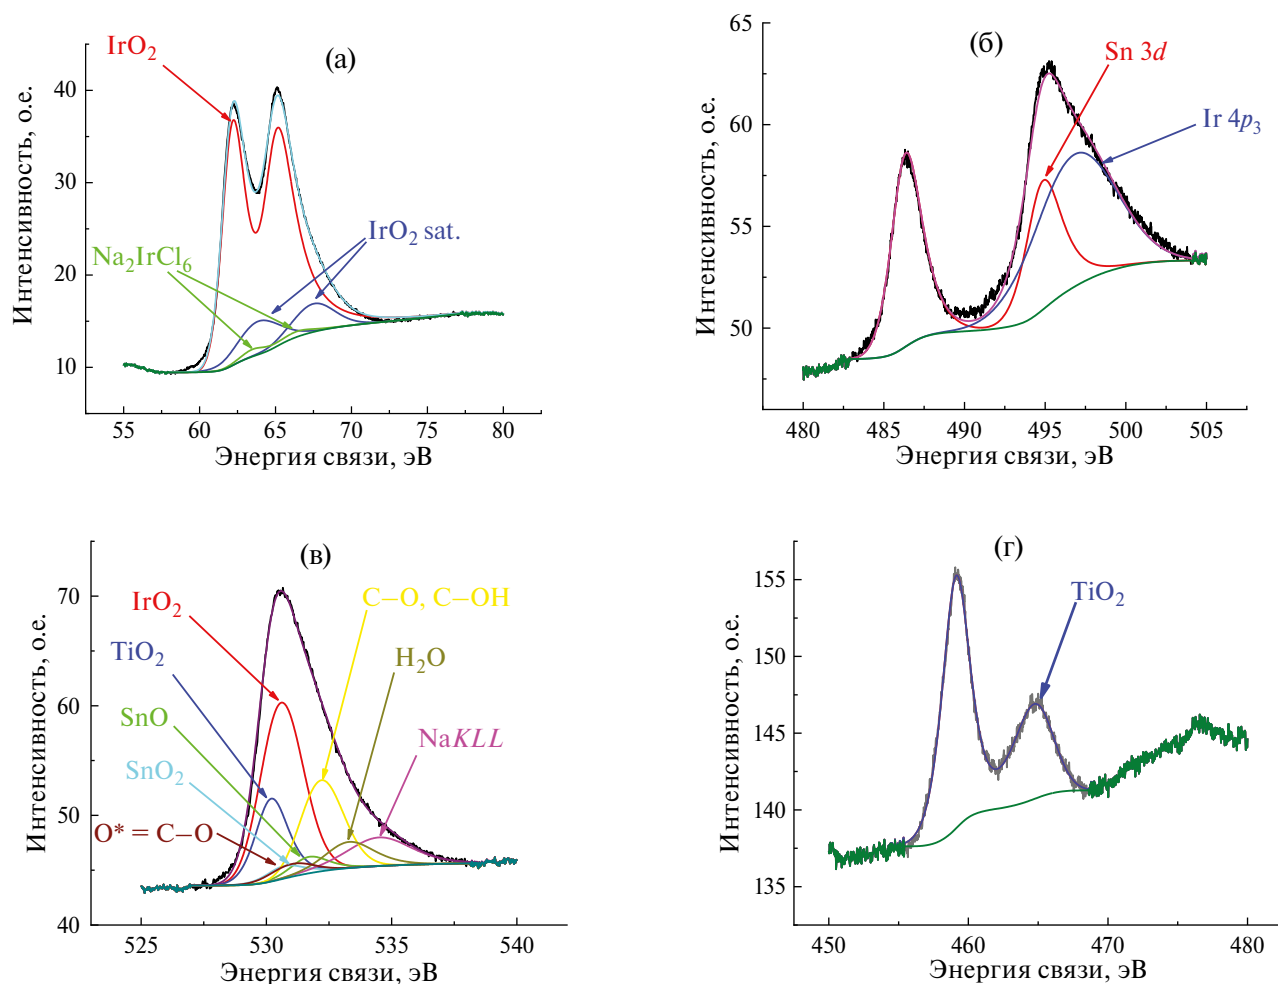 (а)
IrO2
IrO2 sat.
Na2IrCl6
Интенсивность, о.е.
40
30
20
10
55 60 65 70 75 80
Энергия связи, эВ
(б)
Sn 3d
Ir 4p3
Интенсивность, о.е.
65
60
55
50
480 485 490 495 500 505
Энергия связи, эВ
(в)
IrO2
C–O, C–OH
TiO2
H2O
SnO
NaKLL
SnO2
O* = C–O
Интенсивность, о.е.
70
60
50
40
525 530 535 540
Энергия связи, эВ
(г)
TiO2
Интенсивность, о.е.
155
150
145
140
135
450 460 470 480
Энергия связи, эВ